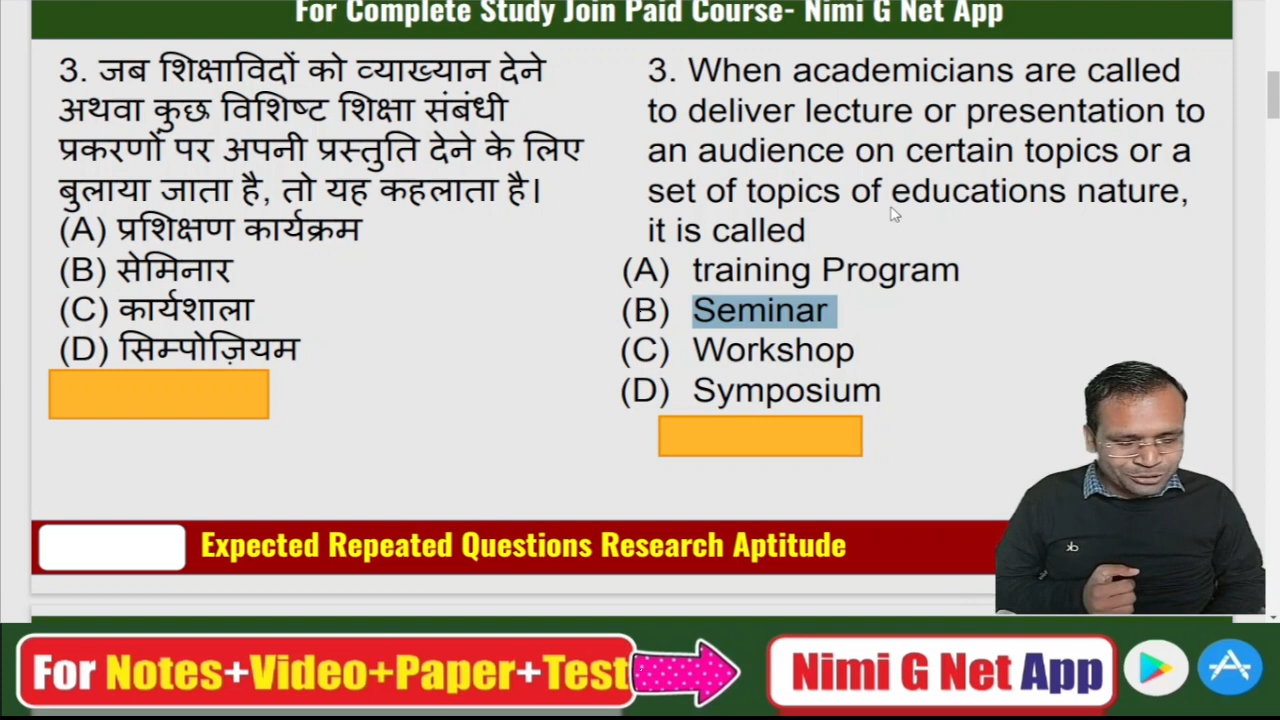 For Complete Study Join Paid Course- Nimi G Net App
3. जब शिक्षाविदों को व्याख्यान देने
अथवा कुछ विशिष्ट शिक्षा संबंधी
प्रकरणों पर अपनी प्रस्तुति देने के लिए
बुलाया जाता है, तो यह कहलाता है।
(A) प्रशिक्षण कार्यक्रम
(B) सेमिनार
(C) कार्यशाला
(D) सिम्पोज़ियम
3. When academicians are called
to deliver lecture or presentation to
an audience on certain topics or a
set of topics of educations nature,
it is called
(A) training Program
(B) Seminar
(C) Workshop
(D) Symposium
Expected Repeated Questions Research Aptitude
For Notes+Video+Paper+Test
Nimi G Net App